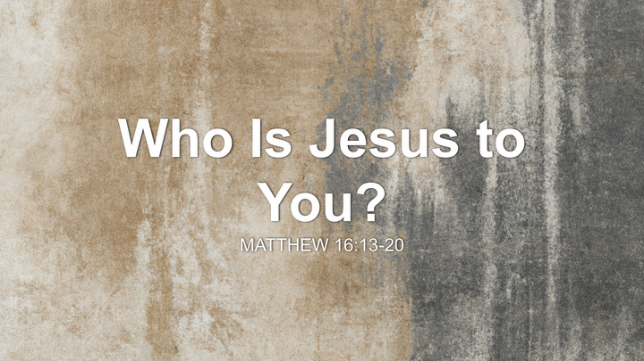 Who Is Jesus to
You?
MATTHEW 16:13-20